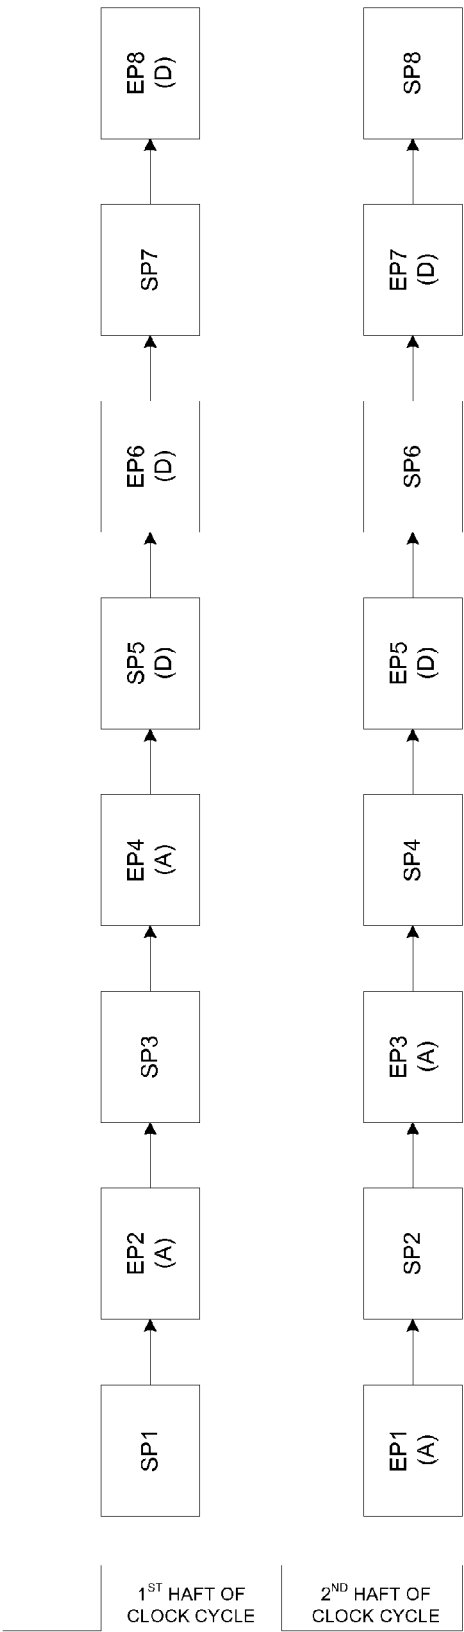 EP8
(D)
SP7
EP6
(D)
SP5
(D)
EP4
(A)
SP3
EP2
(A)
SP1
SP8
EP7
(D)
SP6
EP5
(D)
SP4
EP3
(A)
SP2
EP1
(A)
1ST HAFT OF
CLOCK CYCLE
2ND HAFT OF
CLOCK CYCLE